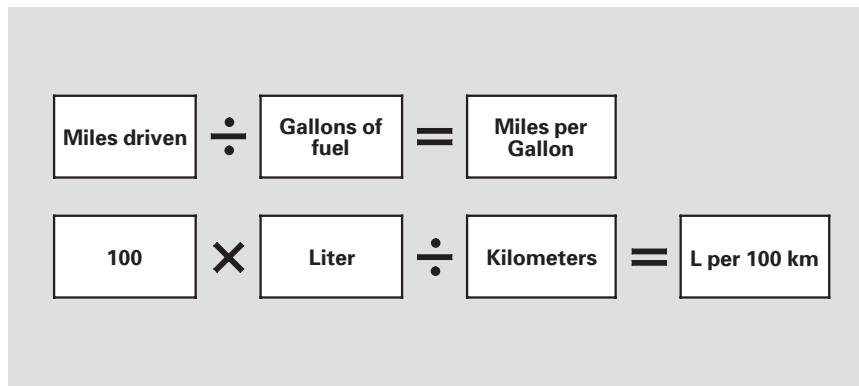 Miles driven ÷ Gallons of fuel = Miles per Gallon
100 × Liter ÷ Kilometers = L per 100 km